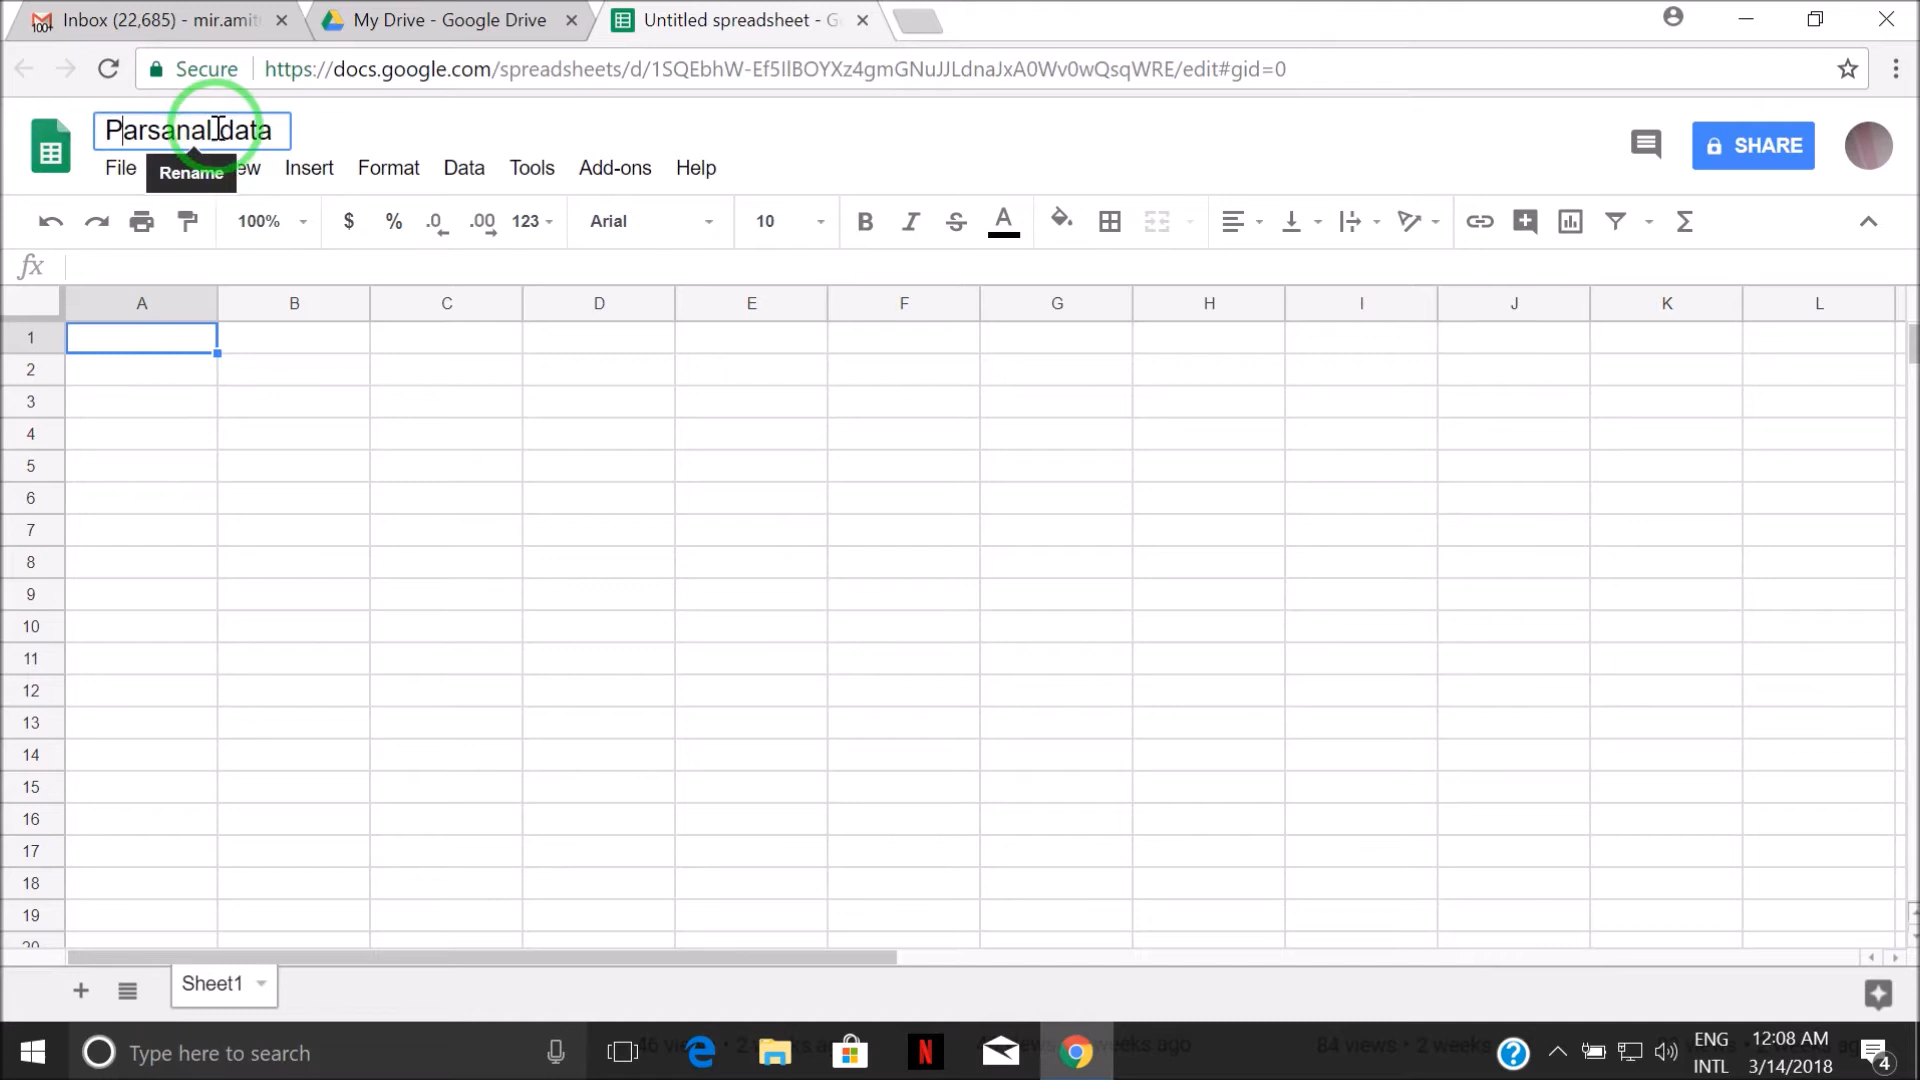 Inbox (22,685) - mir.amit
My Drive - Google Drive
Untitled spreadsheet - G
Secure
https://docs.google.com/spreadsheets/d/1SQEbhW-Ef5IlBOYXz4gmGNuJJLdnaJxA0Wv0wQsqWRE/edit#gid=0
Parsanal data
SHARE
File
ew
Insert
Format
Data
Tools
Add-ons
Help
Rename
100%
$
%
.0
.00
123
Arial
10
B
I
S
A
Σ
fx
A B C D E F G H I J K L
1
2
3
4
5
6
7
8
9
10
11
12
13
14
15
16
17
18
19
20
+
Sheet1
Type here to search
ENG
INTL
12:08 AM
3/14/2018
4